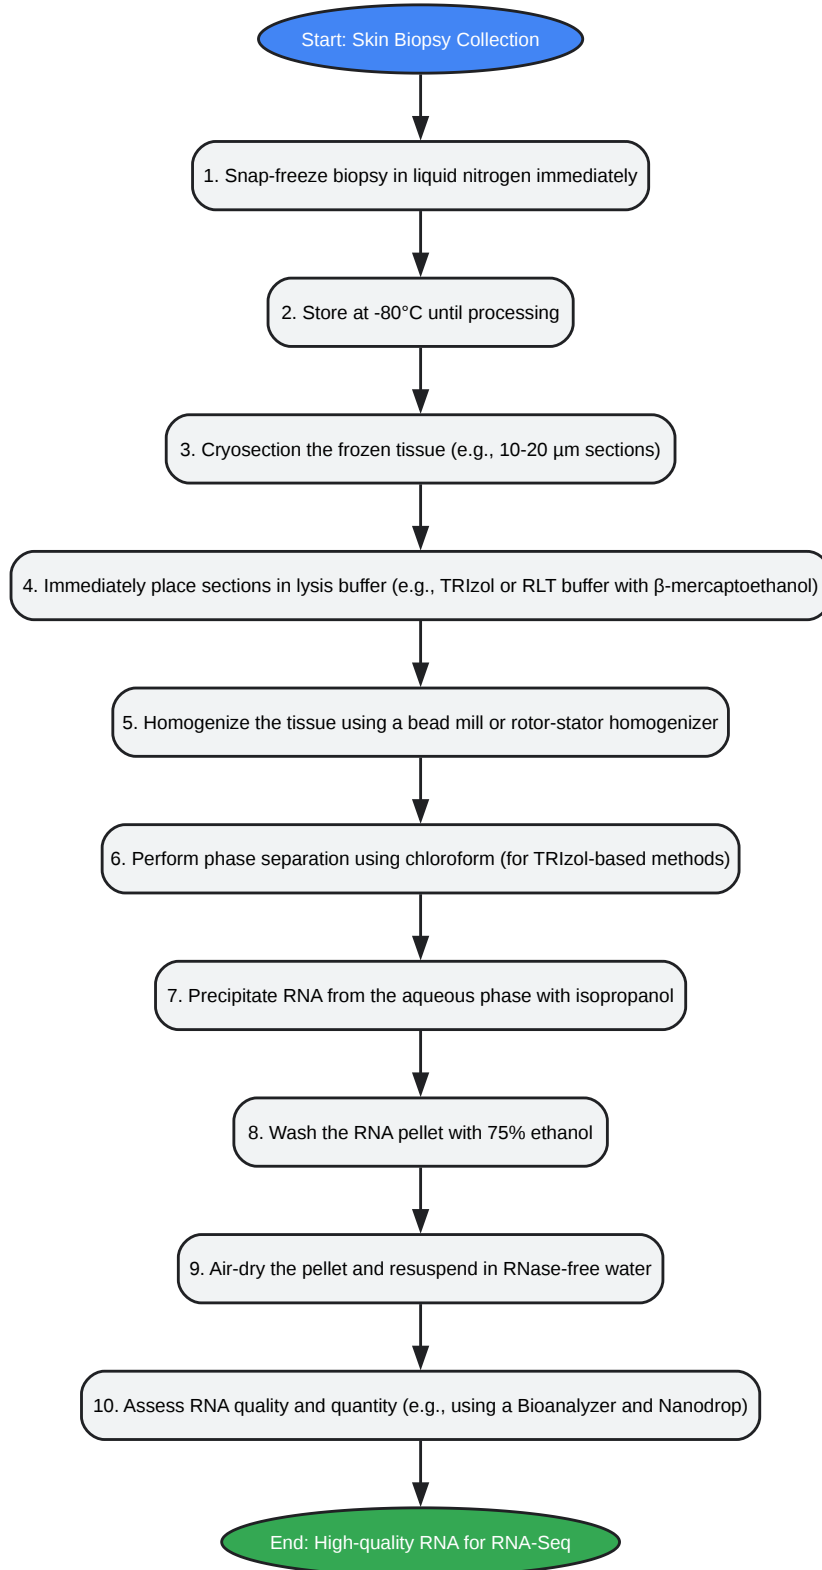 Start: Skin Biopsy Collection
1. Snap-freeze biopsy in liquid nitrogen immediately
2. Store at -80°C until processing
3. Cryosection the frozen tissue (e.g., 10-20 µm sections)
4. Immediately place sections in lysis buffer (e.g., TRIzol or RLT buffer with β-mercaptoethanol)
5. Homogenize the tissue using a bead mill or rotor-stator homogenizer
6. Perform phase separation using chloroform (for TRIzol-based methods)
7. Precipitate RNA from the aqueous phase with isopropanol
8. Wash the RNA pellet with 75% ethanol
9. Air-dry the pellet and resuspend in RNase-free water
10. Assess RNA quality and quantity (e.g., using a Bioanalyzer and Nanodrop)
End: High-quality RNA for RNA-Seq